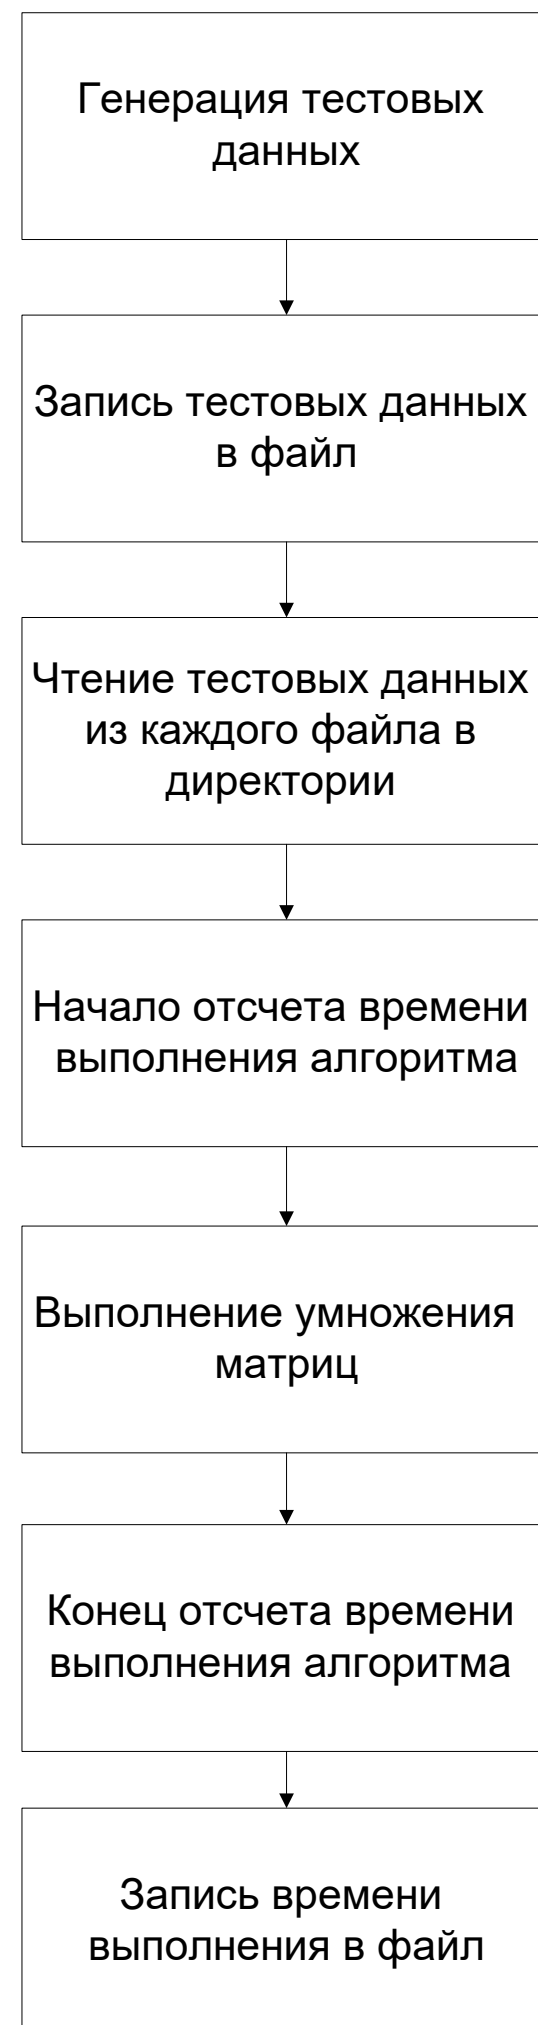 Генерация тестовых
данных
Запись тестовых данных
в файл
Чтение тестовых данных
из каждого файла в
директории
Начало отсчета времени
выполнения алгоритма
Выполнение умножения
матриц
Конец отсчета времени
выполнения алгоритма
Запись времени
выполнения в файл